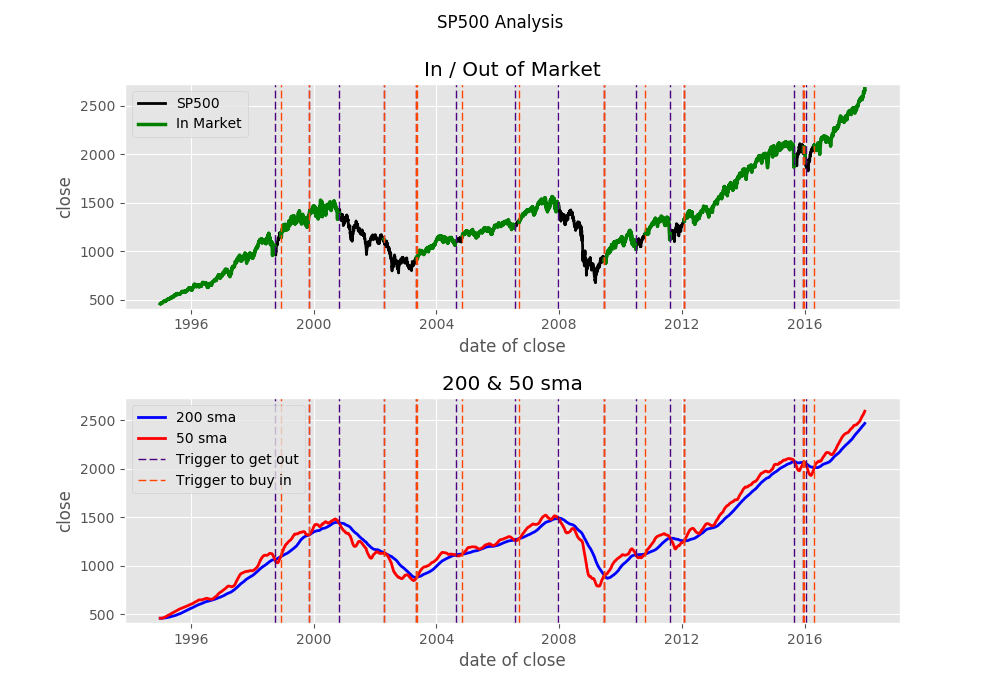 SP500 Analysis
In / Out of Market
SP500
In Market
2500
2000
1500
1000
500
close
1996 2000 2004 2008 2012 2016
date of close
200 & 50 sma
200 sma
50 sma
Trigger to get out
Trigger to buy in
2500
2000
1500
1000
500
close
1996 2000 2004 2008 2012 2016
date of close